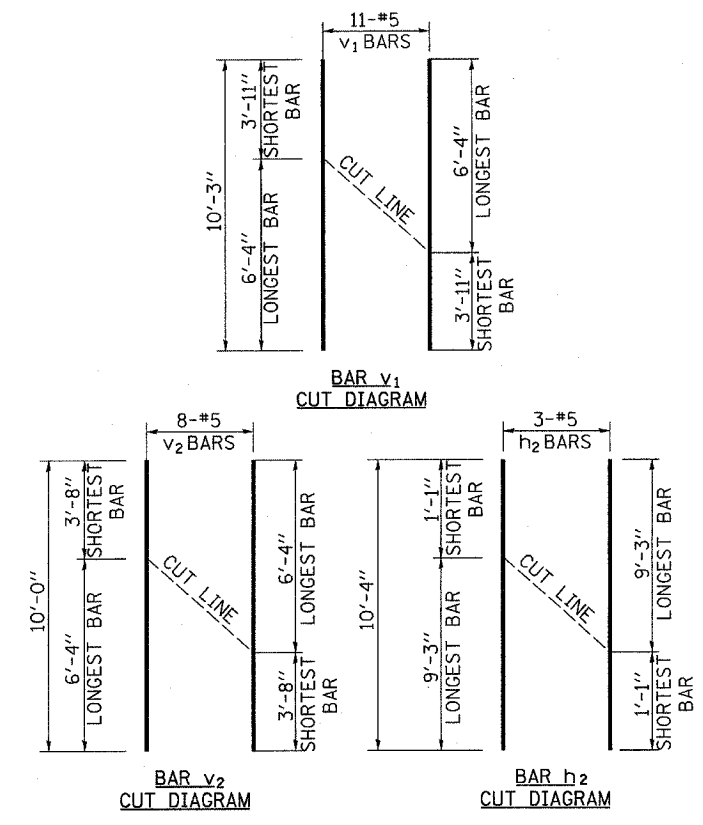 11-#5
v1 BARS
10'-3"
3'-11"
SHORTEST
BAR
6'-4"
LONGEST BAR
CUT LINE
6'-4"
LONGEST BAR
3'-11"
SHORTEST
BAR
BAR v1
CUT DIAGRAM
8-#5
v2 BARS
10'-0"
3'-8"
SHORTEST
BAR
6'-4"
LONGEST BAR
CUT LINE
6'-4"
LONGEST BAR
3'-8"
SHORTEST
BAR
BAR v2
CUT DIAGRAM
3-#5
h2 BARS
10'-4"
1'-1"
SHORTEST
BAR
9'-3"
LONGEST BAR
CUT LINE
9'-3"
LONGEST BAR
1'-1"
SHORTEST
BAR
BAR h2
CUT DIAGRAM